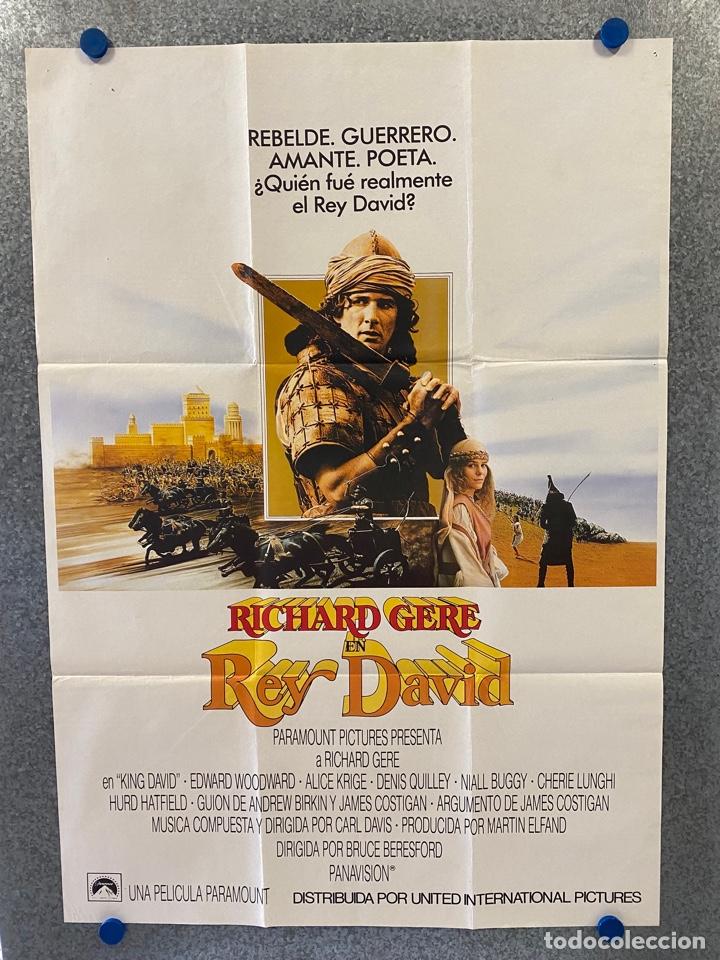 REBELDE. GUERRERO.
AMANTE. POETA.
¿Quién fué realmente
el Rey David?
RICHARD GERE
EN
Rey David
PARAMOUNT PICTURES PRESENTA
a RICHARD GERE
en "KING DAVID" · EDWARD WOODWARD · ALICE KRIGE · DENIS QUILLEY · NIALL BUGGY · CHERIE LUNGHI
HURD HATFIELD · GUION DE ANDREW BIRKIN Y JAMES COSTIGAN · ARGUMENTO DE JAMES COSTIGAN
MUSICA COMPUESTA Y DIRIGIDA POR CARL DAVIS · PRODUCIDA POR MARTIN ELFAND
DIRIGIDA POR BRUCE BERESFORD
PANAVISION®
UNA PELICULA PARAMOUNT DISTRIBUIDA POR UNITED INTERNATIONAL PICTURES
todocoleccion